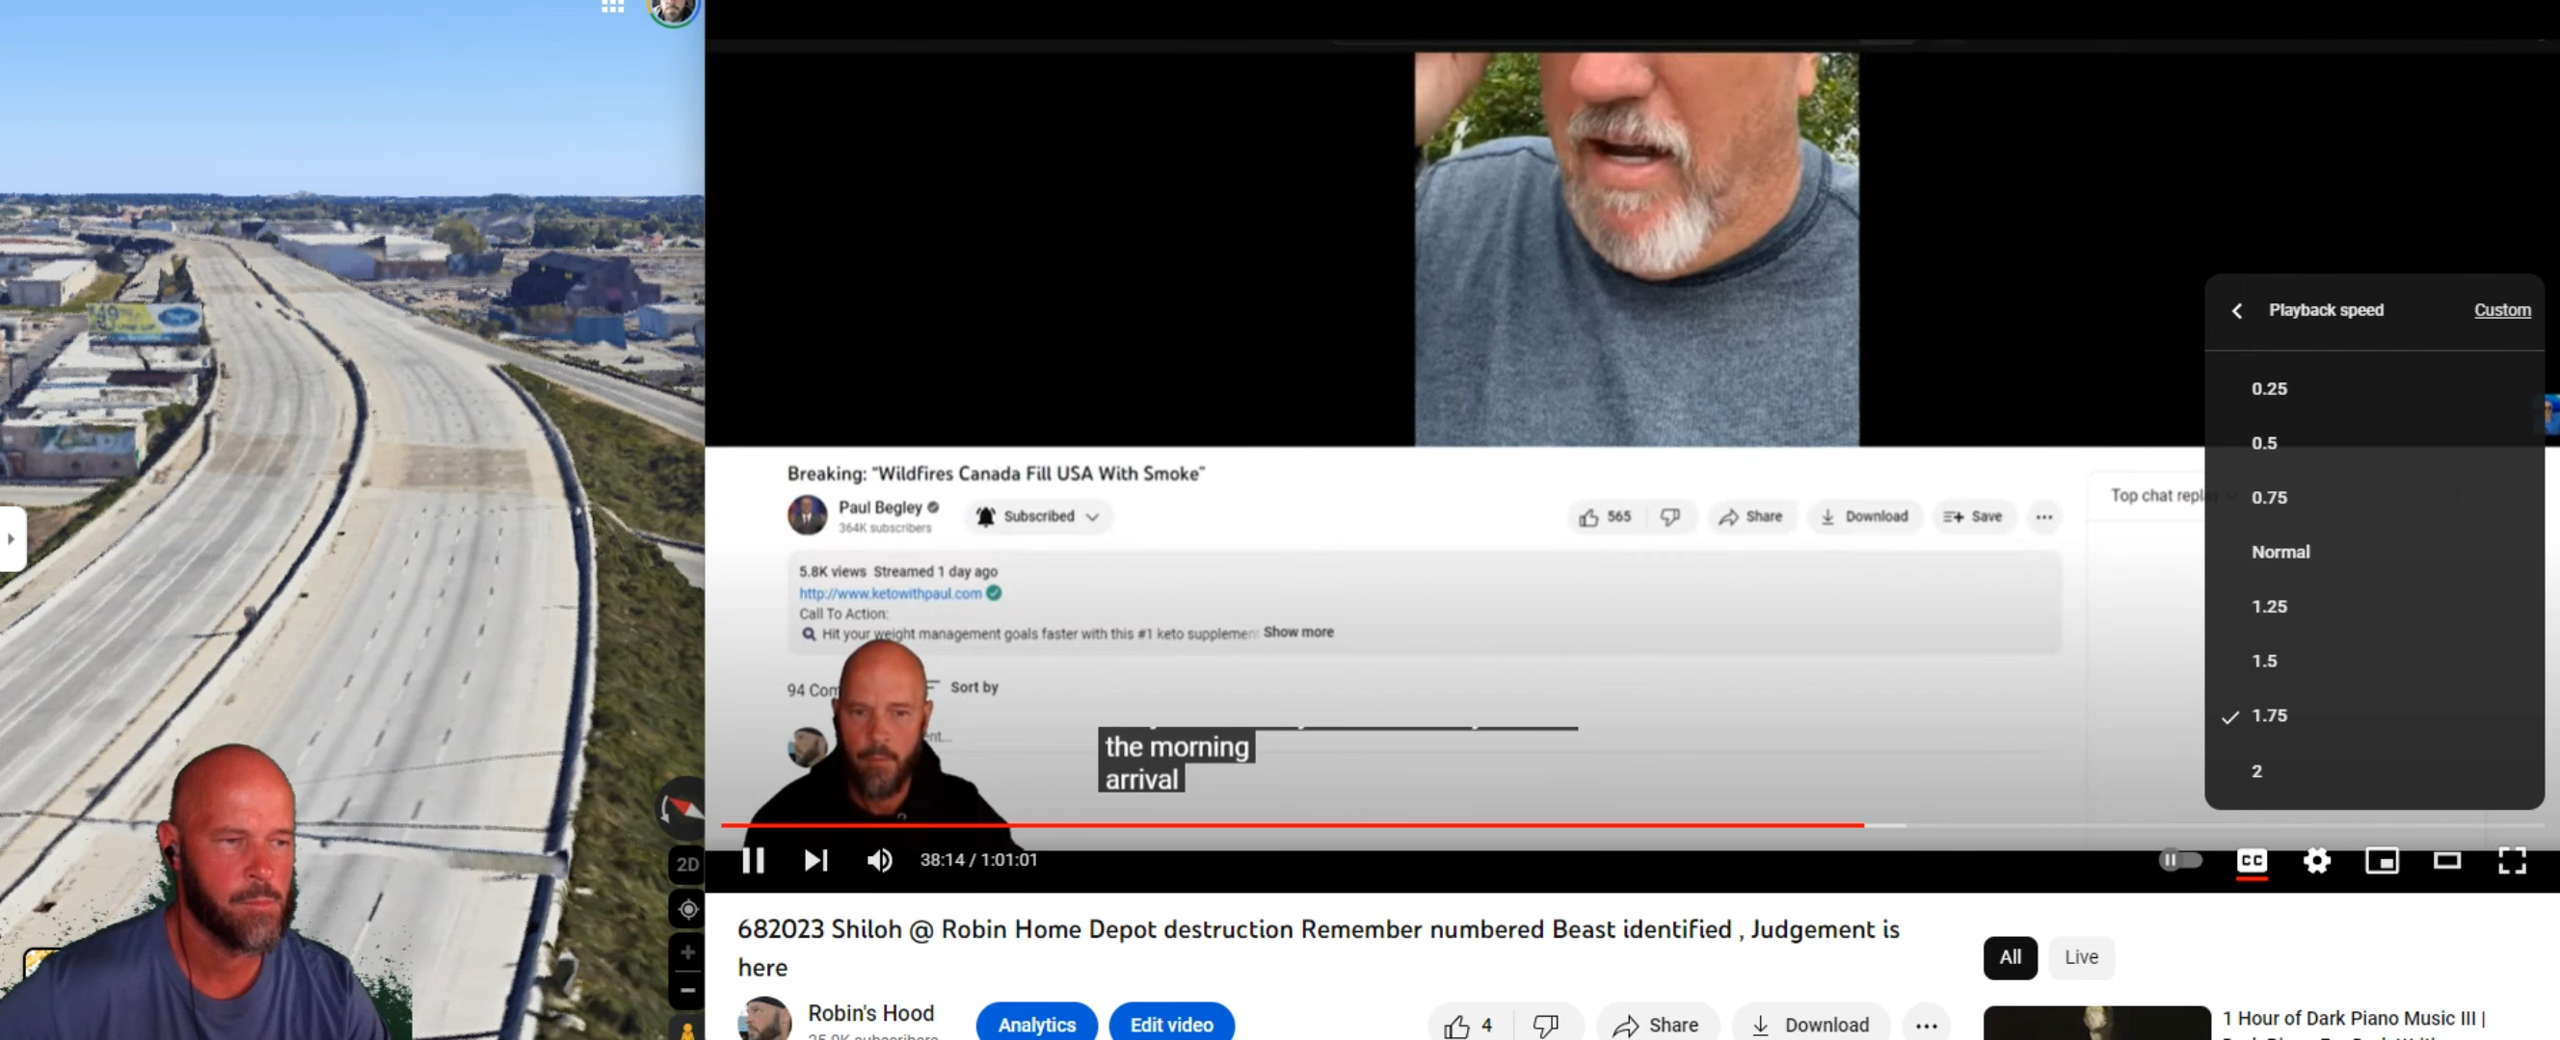 Playback speed
Custom
0.25
0.5
0.75
Normal
1.25
1.5
1.75
2
Breaking: "Wildfires Canada Fill USA With Smoke"
Paul Begley
364K subscribers
Subscribed
565
Share
Download
Save
Top chat
5.8K views Streamed 1 day ago
http://www.ketowithpaul.com
Call To Action:
Hit your weight management goals faster with this #1 keto
Show more
94
Sort by
the morning
arrival
38:14 / 1:01:01
CC
2D
682023 Shiloh @ Robin Home Depot destruction Remember numbered Beast identified , Judgement is
here
Robin's Hood
Analytics
Edit video
4
Share
Download
All
Live
1 Hour of Dark Piano Music III |